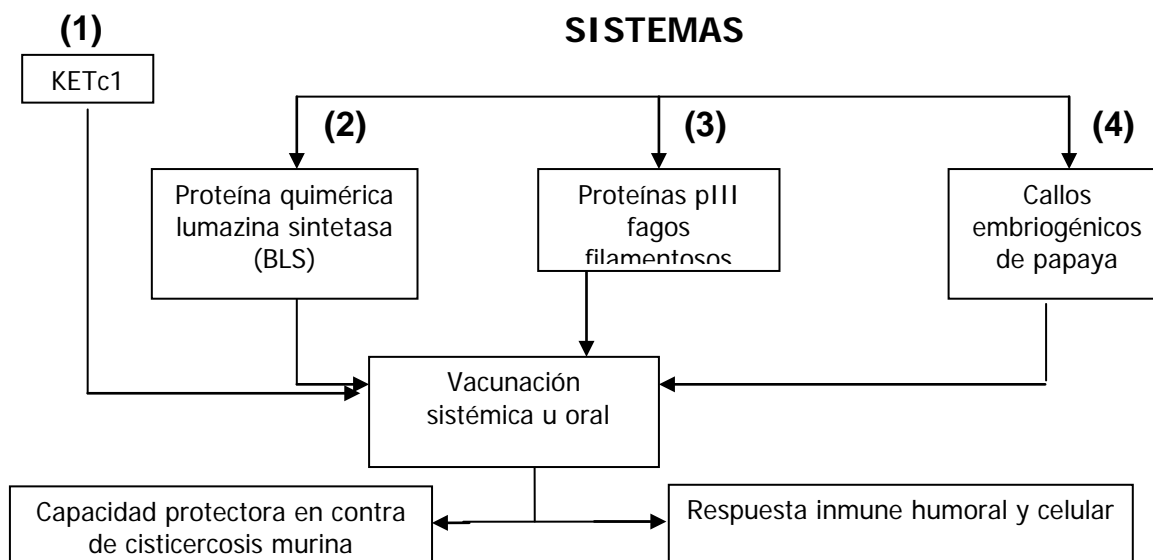 (1)
SISTEMAS
KETc1
(2)
(3)
(4)
Proteína quimérica
lumazina sintetasa
(BLS)
Proteínas pIII
fagos
filamentosos
Callos
embriogénicos
de papaya
Vacunación
sistémica u oral
Capacidad protectora en contra
de cisticercosis murina
Respuesta inmune humoral y celular